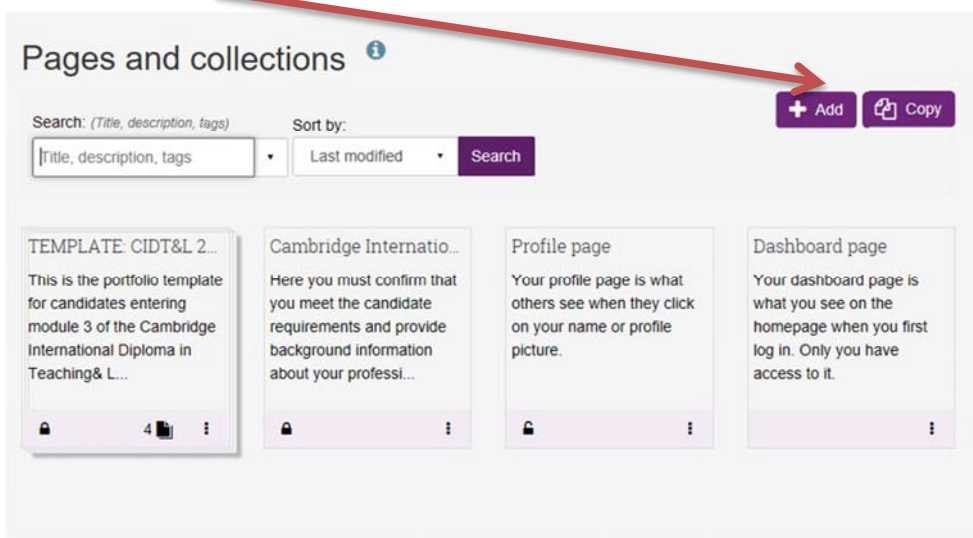 Pages and collections
Add Copy
Search: (Title, description, tags) Sort by:
Title, description, tags Last modified Search
TEMPLATE: CIDT&L 2...
This is the portfolio template
for candidates entering
module 3 of the Cambridge
International Diploma in
Teaching& L...
4
Cambridge Internatio...
Here you must confirm that
you meet the candidate
requirements and provide
background information
about your professi...
Profile page
Your profile page is what
others see when they click
on your name or profile
picture.
Dashboard page
Your dashboard page is
what you see on the
homepage when you first
log in. Only you have
access to it.